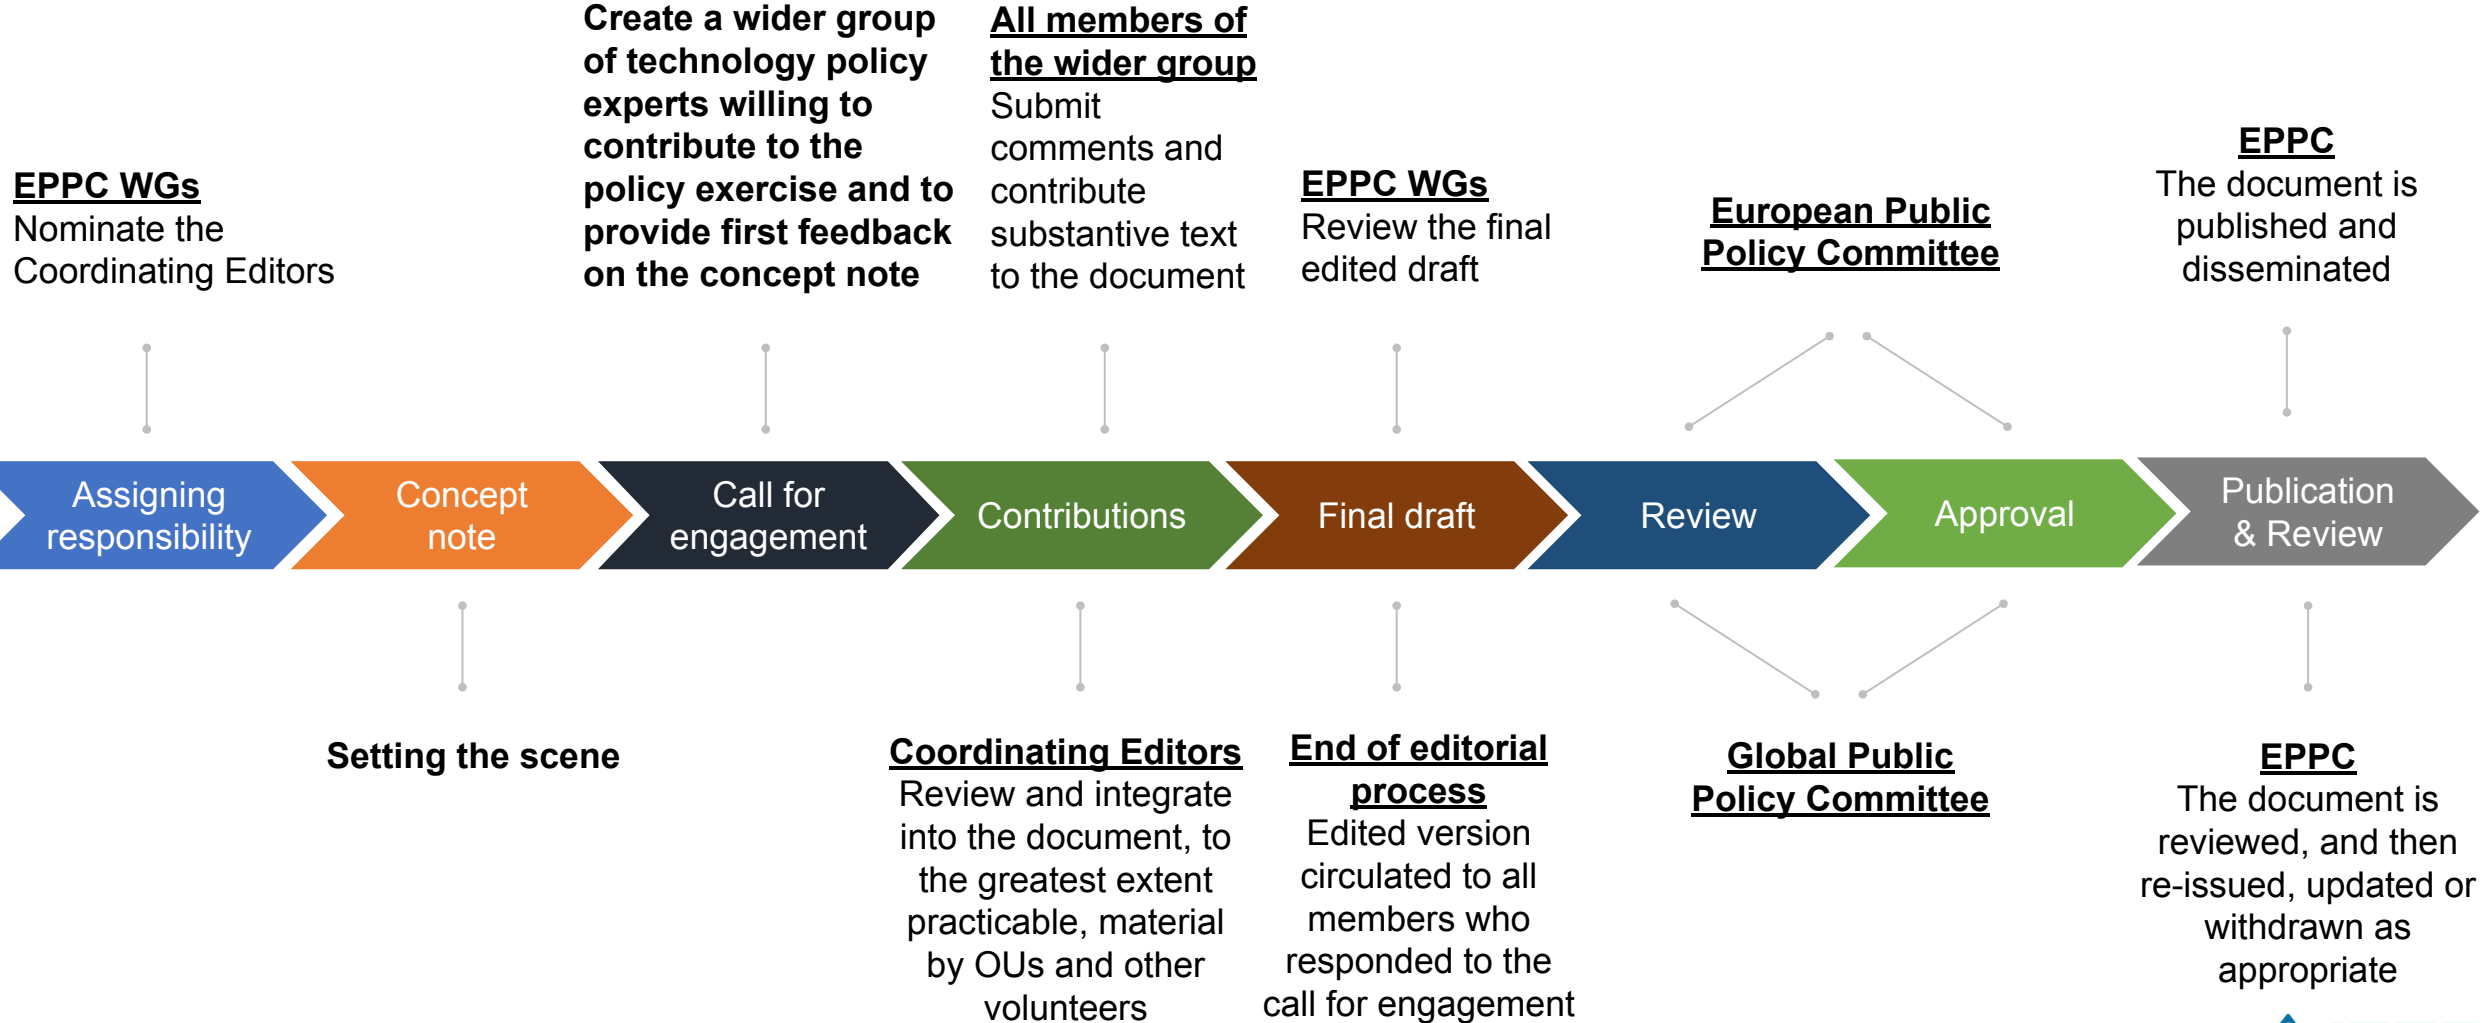 Create a wider group
of technology policy
experts willing to
contribute to the
policy exercise and to
provide first feedback
on the concept note
All members of
the wider group
Submit
comments and
contribute
substantive text
to the document
EPPC WGs
Nominate the
Coordinating Editors
EPPC WGs
Review the final
edited draft
European Public
Policy Committee
EPPC
The document is
published and
disseminated
Assigning
responsibility
Concept
note
Call for
engagement
Contributions
Final draft
Review
Approval
Publication
& Review
Setting the scene
Coordinating Editors
Review and integrate
into the document, to
the greatest extent
practicable, material
by OUs and other
volunteers
End of editorial
process
Edited version
circulated to all
members who
responded to the
call for engagement
Global Public
Policy Committee
EPPC
The document is
reviewed, and then
re-issued, updated or
withdrawn as
appropriate